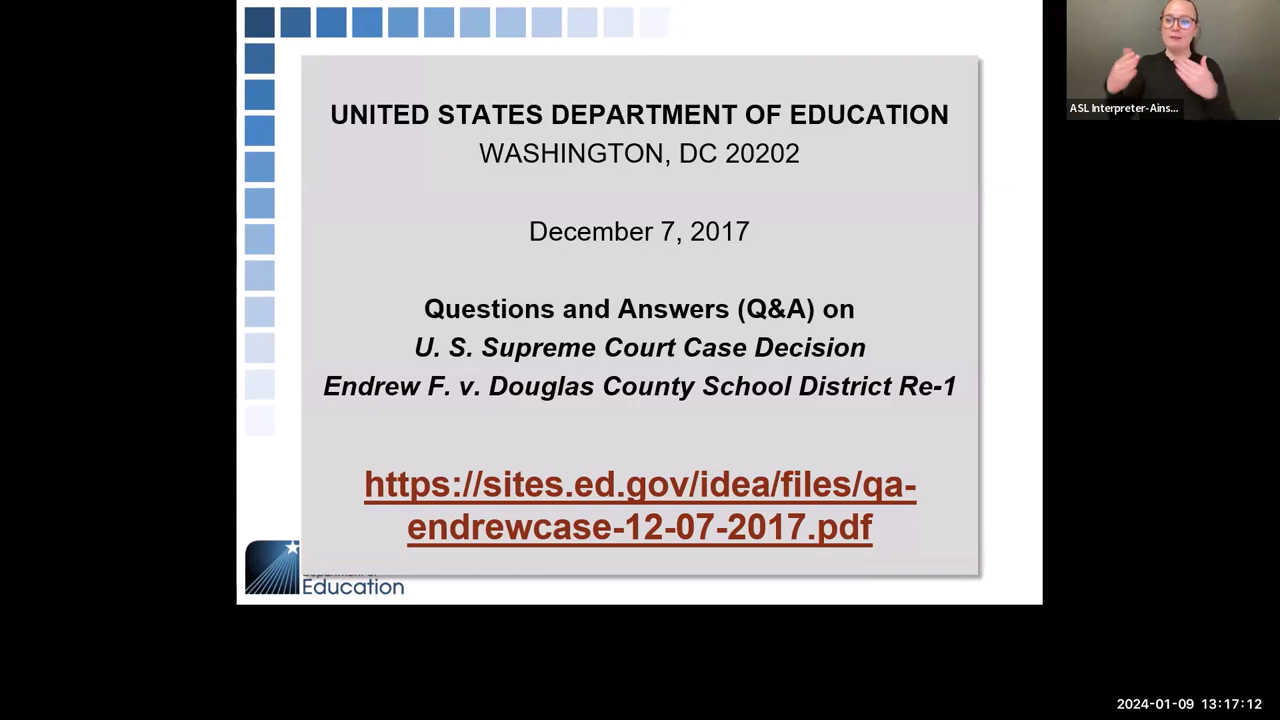 UNITED STATES DEPARTMENT OF EDUCATION
WASHINGTON, DC 20202
December 7, 2017
Questions and Answers (Q&A) on
U. S. Supreme Court Case Decision
Endrew F. v. Douglas County School District Re-1
https://sites.ed.gov/idea/files/qa-
endrewcase-12-07-2017.pdf
Education
ASL Interpreter-Ains...
2024-01-09 13:17:12